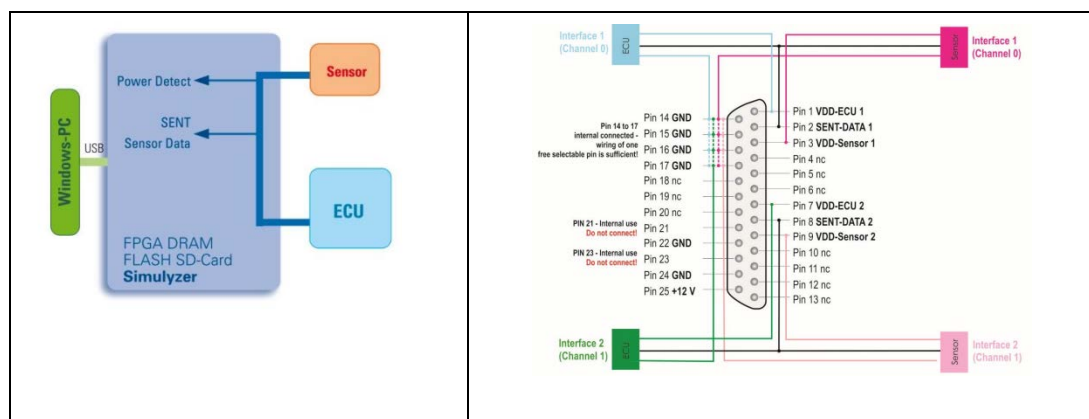 Sensor
Power Detect
SENT
Sensor Data
Windows-PC
USB
ECU
FPGA DRAM
FLASH SD-Card
Simulyzer
Interface 1
(Channel 0)
ECU
Sensor
Interface 1
(Channel 0)
Pin 14 GND
Pin 14 to 17
internal connected -
wiring of one
free selectable pin is sufficient!
Pin 15 GND
Pin 16 GND
Pin 17 GND
Pin 18 nc
Pin 19 nc
Pin 20 nc
PIN 21 - Internal use
Do not connect!
Pin 21
Pin 22 GND
PIN 23 - Internal use
Do not connect!
Pin 23
Pin 24 GND
Pin 25 +12 V
Pin 1 VDD-ECU 1
Pin 2 SENT-DATA 1
Pin 3 VDD-Sensor 1
Pin 4 nc
Pin 5 nc
Pin 6 nc
Pin 7 VDD-ECU 2
Pin 8 SENT-DATA 2
Pin 9 VDD-Sensor 2
Pin 10 nc
Pin 11 nc
Pin 12 nc
Pin 13 nc
Interface 2
(Channel 1)
ECU
Sensor
Interface 2
(Channel 1)